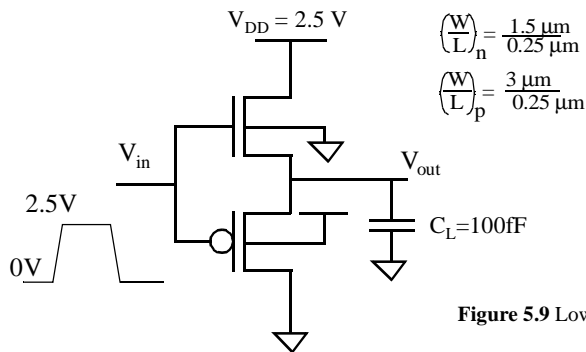 V_DD = 2.5 V
(W/L)_n = 1.5 μm / 0.25 μm
(W/L)_p = 3 μm / 0.25 μm
V_in
V_out
2.5V
0V
C_L=100fF
Figure 5.9 Low